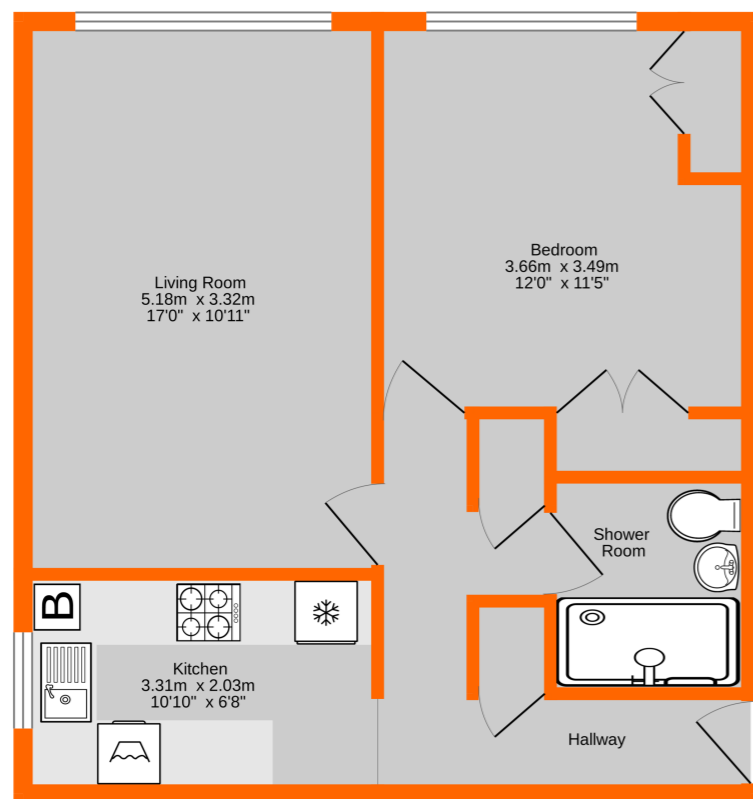 Living Room
5.18m x 3.32m
17'0" x 10'11"
Bedroom
3.66m x 3.49m
12'0" x 11'5"
Shower
Room
B
Kitchen
3.31m x 2.03m
10'10" x 6'8"
Hallway